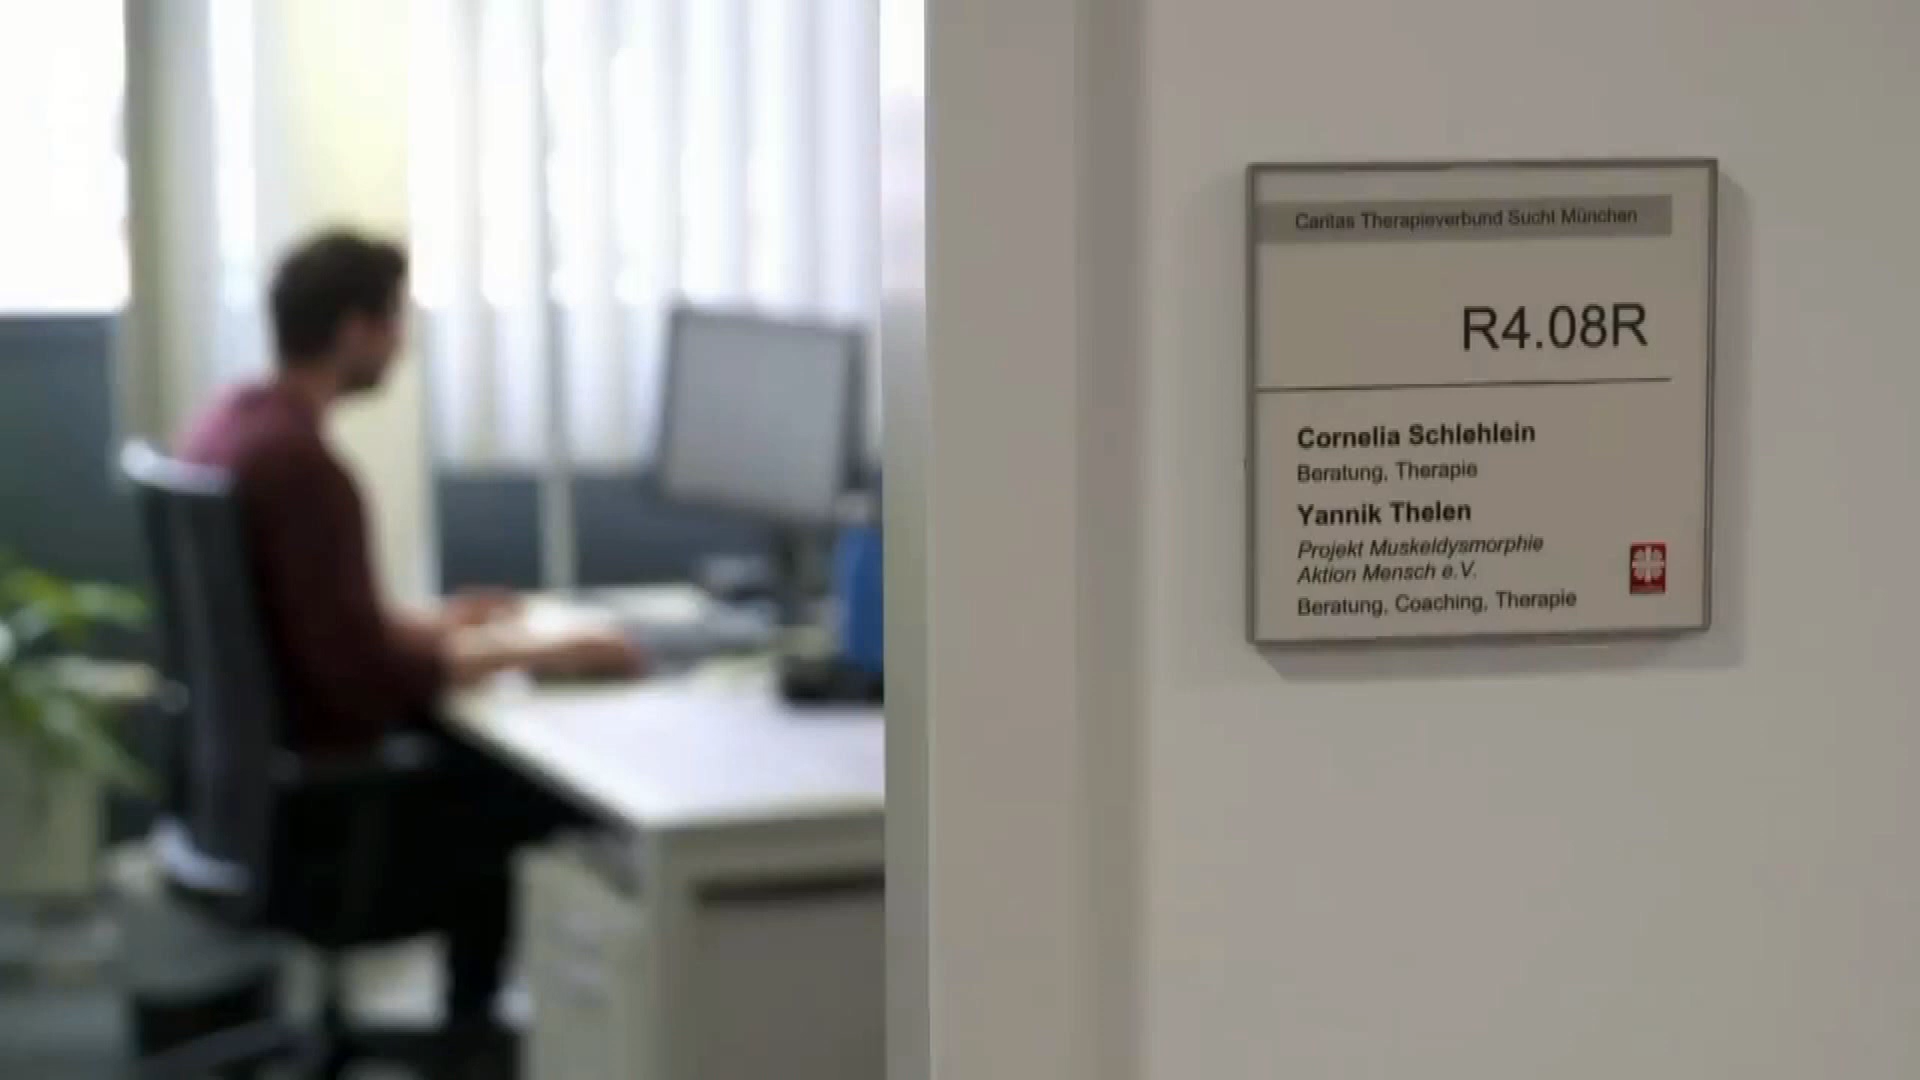 Caritas Therapieverbund Sucht München
R4.08R
Cornelia Schlehlein
Beratung, Therapie
Yannik Thelen
Projekt Muskeldysmorphie
Aktion Mensch e.V.
Beratung, Coaching, Therapie